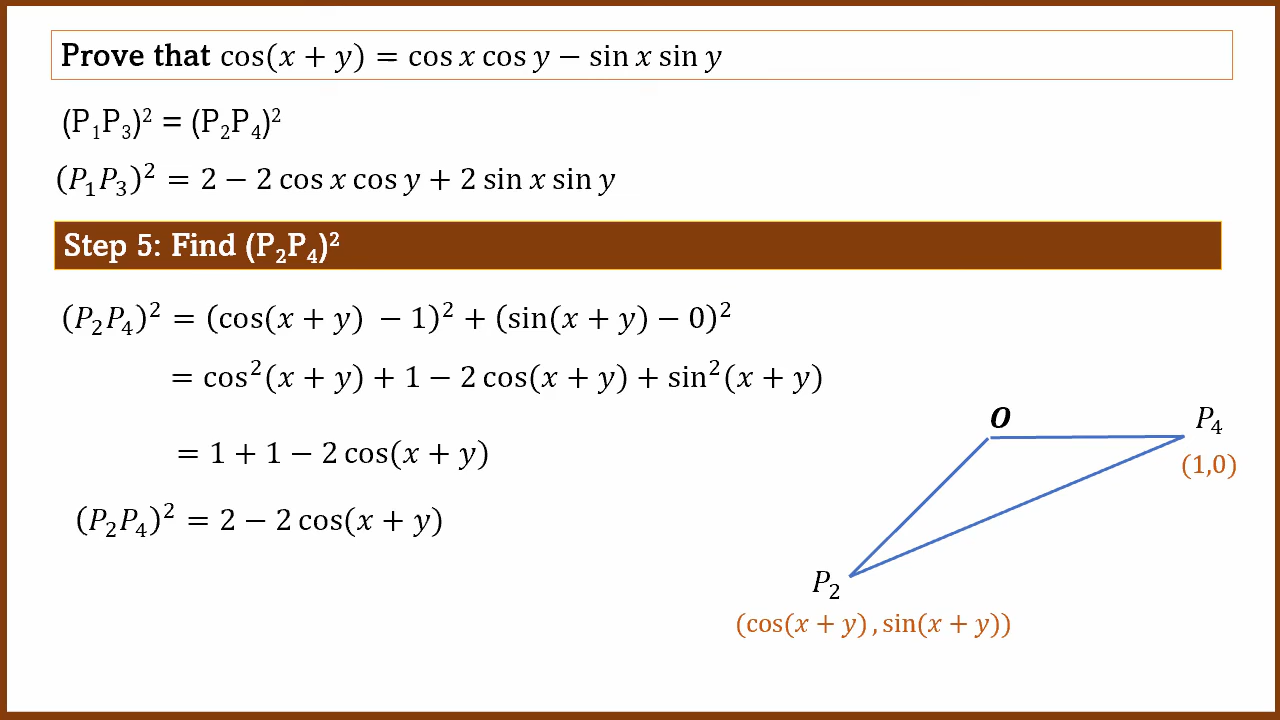 Prove that cos(x + y) = cos x cos y − sin x sin y
(P₁P₃)² = (P₂P₄)²
(P₁P₃)² = 2 − 2 cos x cos y + 2 sin x sin y
Step 5: Find (P₂P₄)²
(P₂P₄)² = (cos(x + y) − 1)² + (sin(x + y) − 0)²
= cos²(x + y) + 1 − 2 cos(x + y) + sin²(x + y)
= 1 + 1 − 2 cos(x + y)
(P₂P₄)² = 2 − 2 cos(x + y)
O
P₄
(1,0)
P₂
(cos(x + y) , sin(x + y))